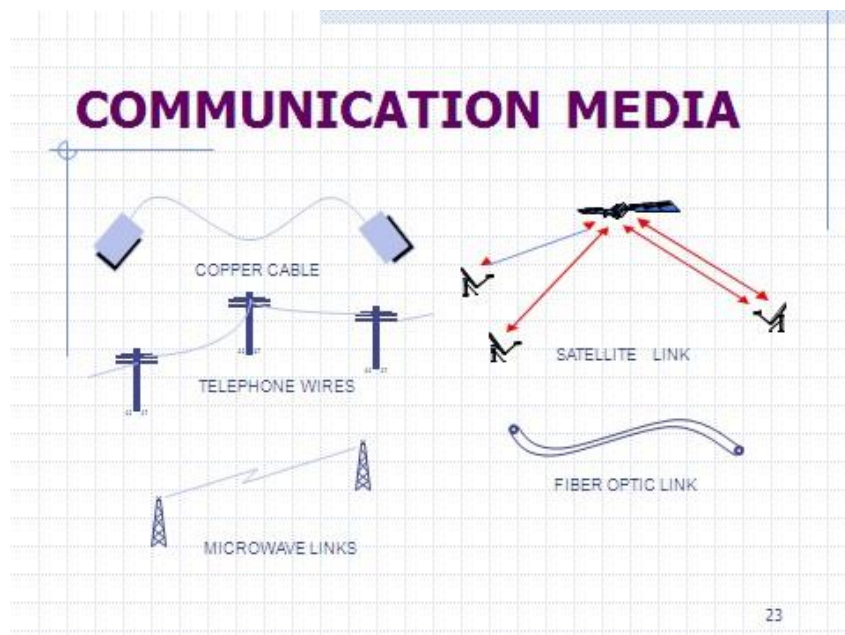 COMMUNICATION MEDIA
COPPER CABLE
TELEPHONE WIRES
MICROWAVE LINKS
SATELLITE LINK
FIBER OPTIC LINK
23